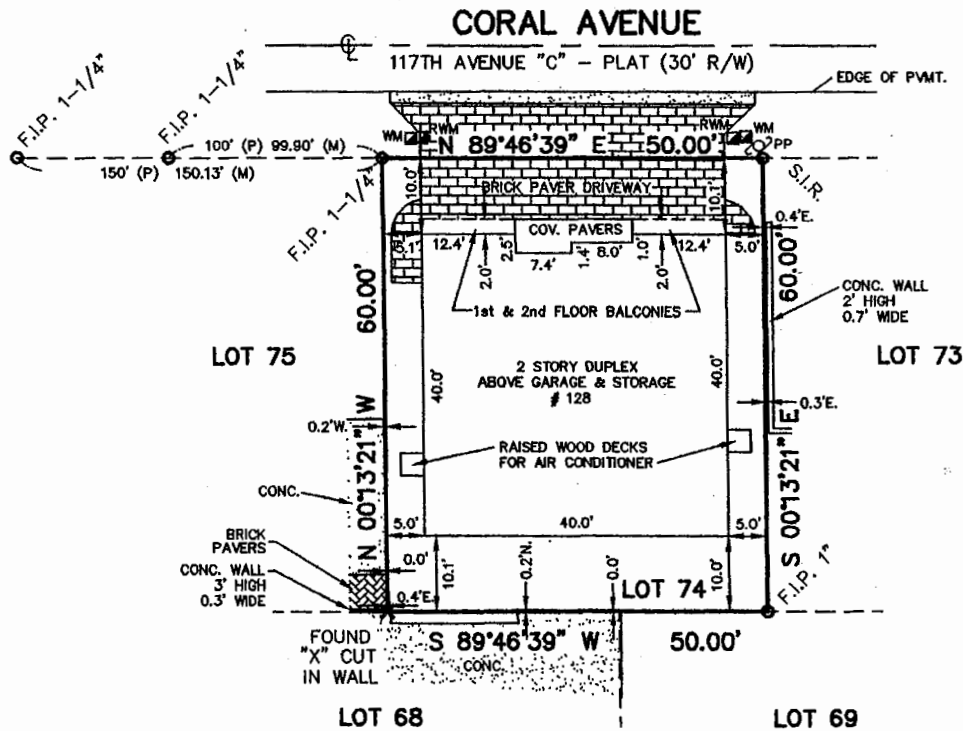 CORAL AVENUE
℄
117TH AVENUE "C" – PLAT (30' R/W)
EDGE OF PVMT.
F.I.P. 1-1/4"
F.I.P. 1-1/4"
100' (P) 99.90' (M)
150' (P) 150.13' (M)
F.I.P. 1-1/4"
WM
RWM
RWM
WM
PP
N 89°46'39" E 50.00'
S.I.R.
10.0'
BRICK PAVER DRIVEWAY
10.1'
0.4'E.
COV. PAVERS
5.1'
12.4'
2.0'
2.5'
7.4'
1.4'
8.0'
1.0'
2.0'
12.4'
5.0'
1st & 2nd FLOOR BALCONIES
CONC. WALL
2' HIGH
0.7' WIDE
60.00'
60.00'
LOT 75
LOT 73
2 STORY DUPLEX
ABOVE GARAGE & STORAGE
# 128
40.0'
40.0'
0.3'E.
0.2'W.
RAISED WOOD DECKS
FOR AIR CONDITIONER
N 00°13'21" W
S 00°13'21" E
CONC.
5.0'
40.0'
5.0'
BRICK
PAVERS
0.0'
CONC. WALL
3' HIGH
0.3' WIDE
0.4'E.
10.1'
0.2'N.
0.0'
10.0'
LOT 74
F.I.P. 1"
FOUND
"X" CUT
IN WALL
S 89°46'39" W 50.00'
CONC.
LOT 68
LOT 69